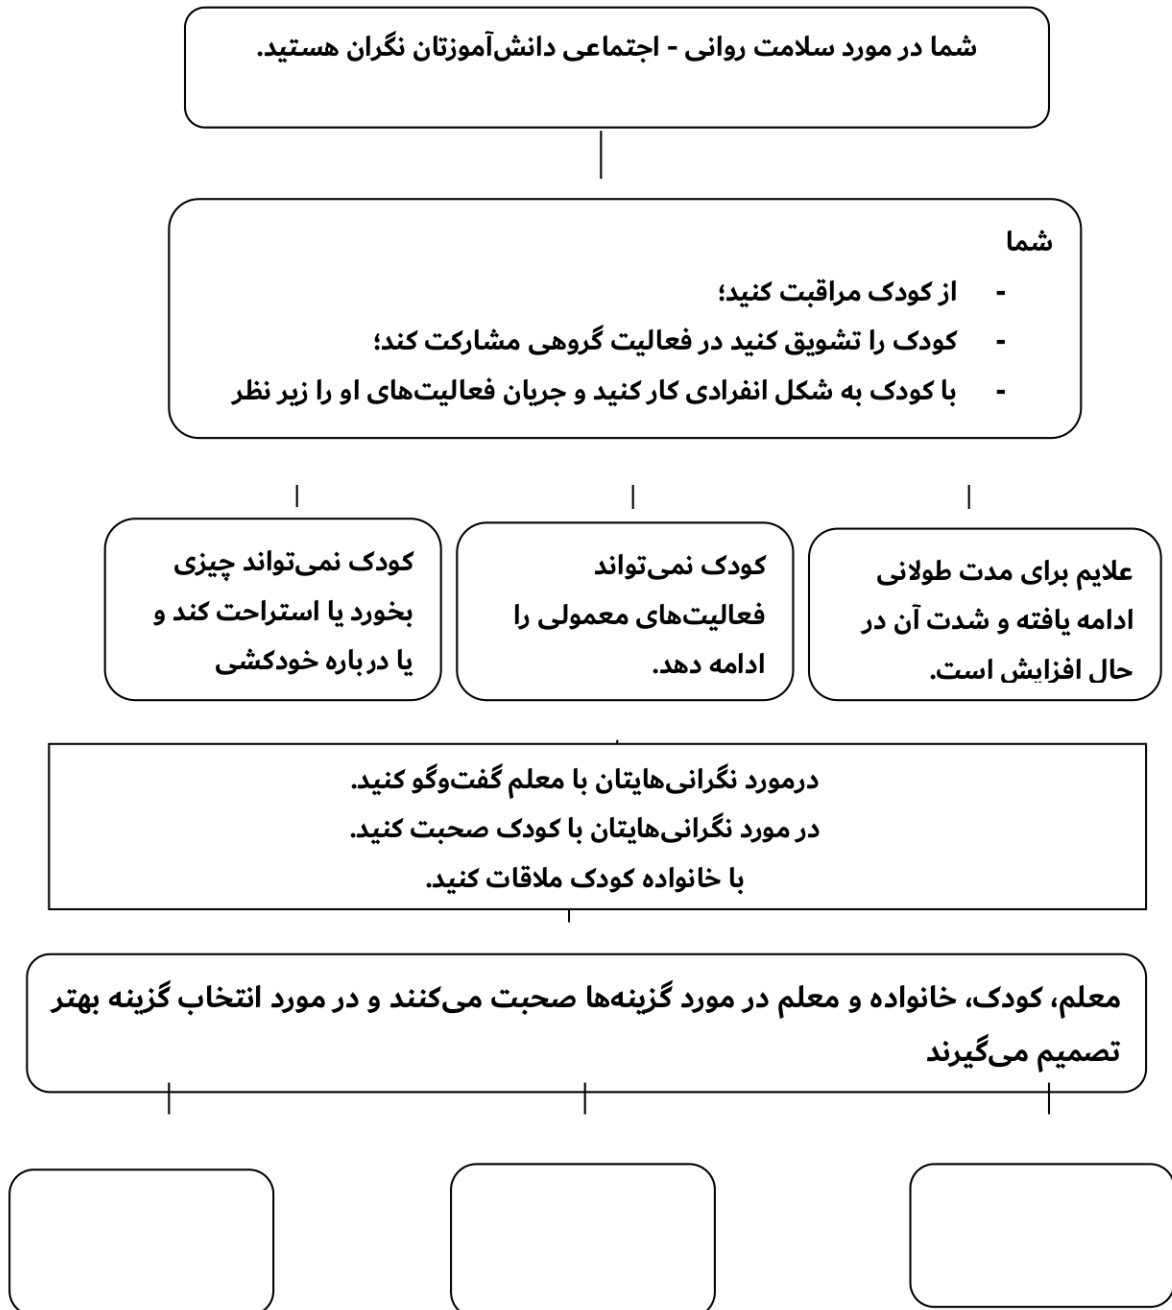 شما در مورد سلامت روانی - اجتماعی دانش‌آموزتان نگران هستید.
شما
- از کودک مراقبت کنید؛
- کودک را تشویق کنید در فعالیت گروهی مشارکت کند؛
- با کودک به شکل انفرادی کار کنید و جریان فعالیت‌های او را زیر نظر
علایم برای مدت طولانی
ادامه یافته و شدت آن در
حال افزایش است.
کودک نمی‌تواند
فعالیت‌های معمولی را
ادامه دهد.
کودک نمی‌تواند چیزی
بخورد یا استراحت کند و
یا درباره خودکشی
درمورد نگرانی‌هایتان با معلم گفت‌وگو کنید.
در مورد نگرانی‌هایتان با کودک صحبت کنید.
با خانواده کودک ملاقات کنید.
معلم، کودک، خانواده و معلم در مورد گزینه‌ها صحبت می‌کنند و در مورد انتخاب گزینه بهتر
تصمیم می‌گیرند